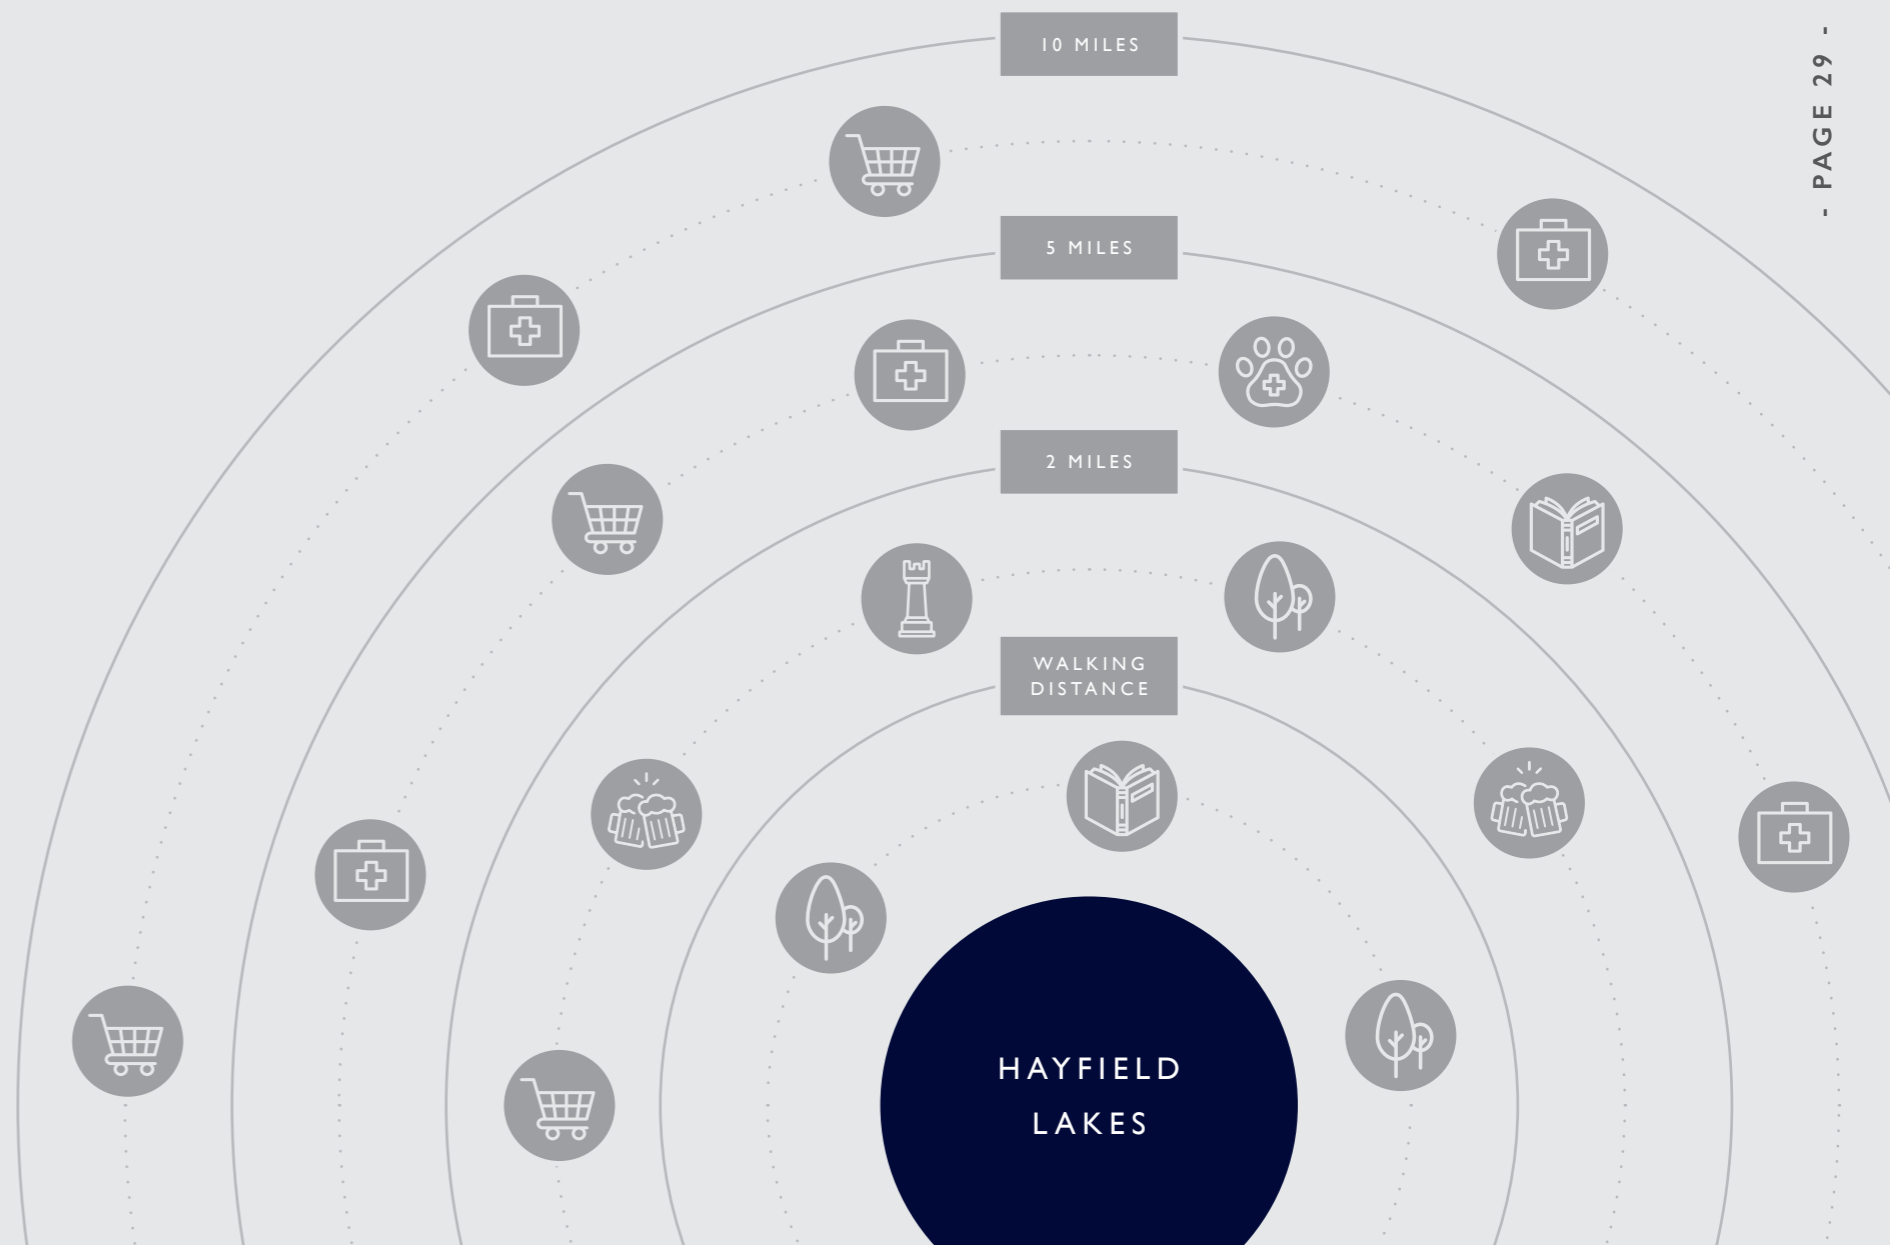 10 MILES
- PAGE 29 -
5 MILES
2 MILES
WALKING
DISTANCE
HAYFIELD
LAKES